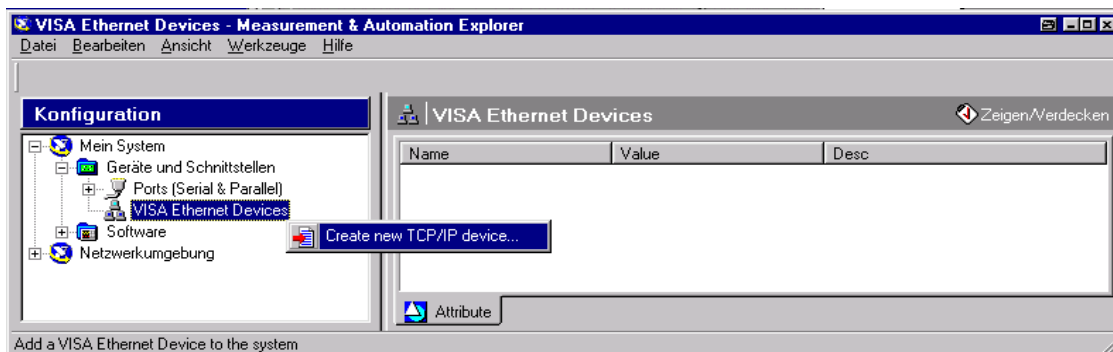 VISA Ethernet Devices - Measurement & Automation Explorer
Datei Bearbeiten Ansicht Werkzeuge Hilfe
Konfiguration
VISA Ethernet Devices
Zeigen/Verdecken
Mein System
Geräte und Schnittstellen
Ports (Serial & Parallel)
VISA Ethernet Devices
Software
Netzwerkumgebung
Create new TCP/IP device...
Name Value Desc
Attribute
Add a VISA Ethernet Device to the system